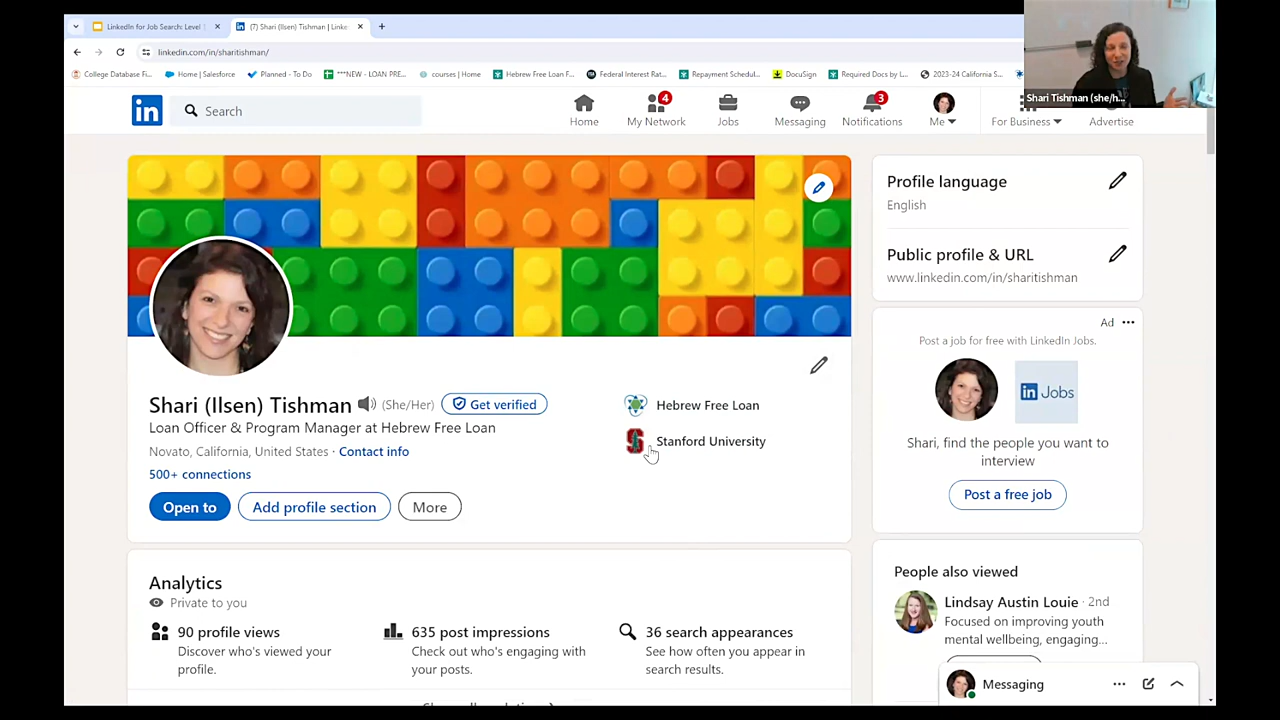 LinkedIn for Job Search: Level
(7) Shari (Ilsen) Tishman | Linke
linkedin.com/in/sharitishman/
College Database Fi...
Home | Salesforce
Planned - To Do
***NEW - LOAN PRE...
courses | Home
Hebrew Free Loan F...
Federal Interest Rat...
Repayment Schedul...
DocuSign
Required Docs by L...
2023-24 California S...
Shari Tishman (she/h...
in
Search
4
3
Home
My Network
Jobs
Messaging
Notifications
Me
For Business
Advertise
Profile language
English
Public profile & URL
www.linkedin.com/in/sharitishman
Ad
Post a job for free with LinkedIn Jobs.
in Jobs
Shari, find the people you want to
interview
Post a free job
Shari (Ilsen) Tishman (She/Her) Get verified
Loan Officer & Program Manager at Hebrew Free Loan
Novato, California, United States · Contact info
500+ connections
Hebrew Free Loan
Stanford University
Open to
Add profile section
More
Analytics
Private to you
90 profile views
Discover who's viewed your
profile.
635 post impressions
Check out who's engaging with
your posts.
36 search appearances
See how often you appear in
search results.
People also viewed
Lindsay Austin Louie · 2nd
Focused on improving youth
mental wellbeing, engaging...
Messaging